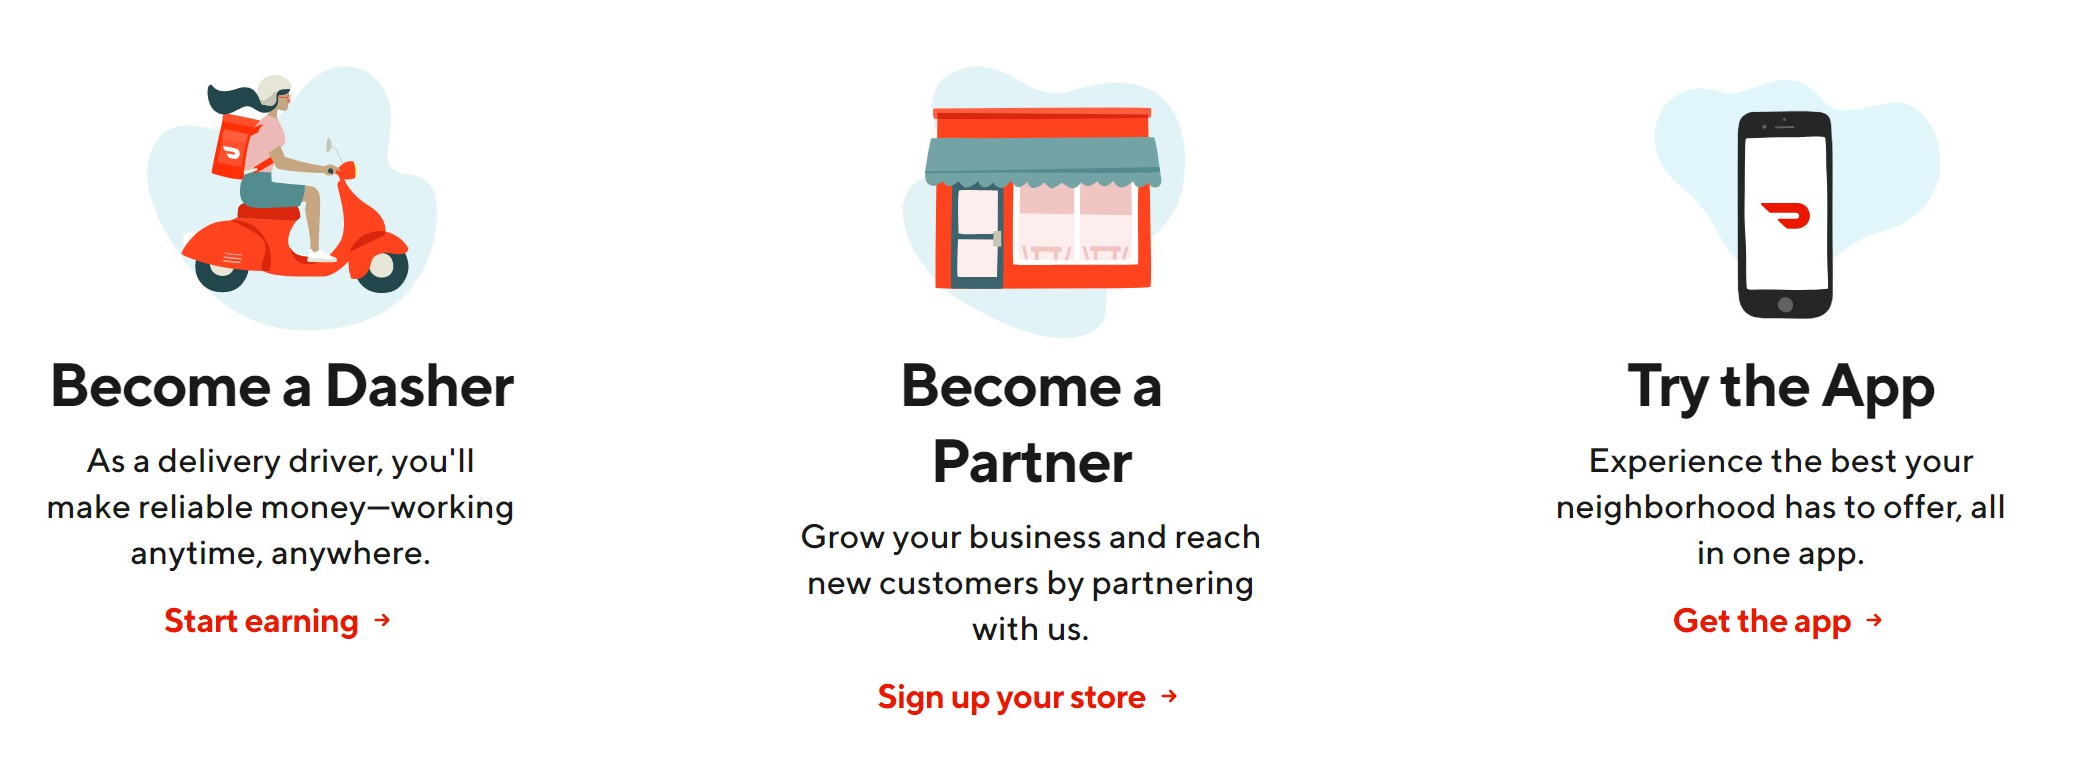 Become a Dasher
As a delivery driver, you'll
make reliable money—working
anytime, anywhere.
Start earning →
Become a
Partner
Grow your business and reach
new customers by partnering
with us.
Sign up your store →
Try the App
Experience the best your
neighborhood has to offer, all
in one app.
Get the app →